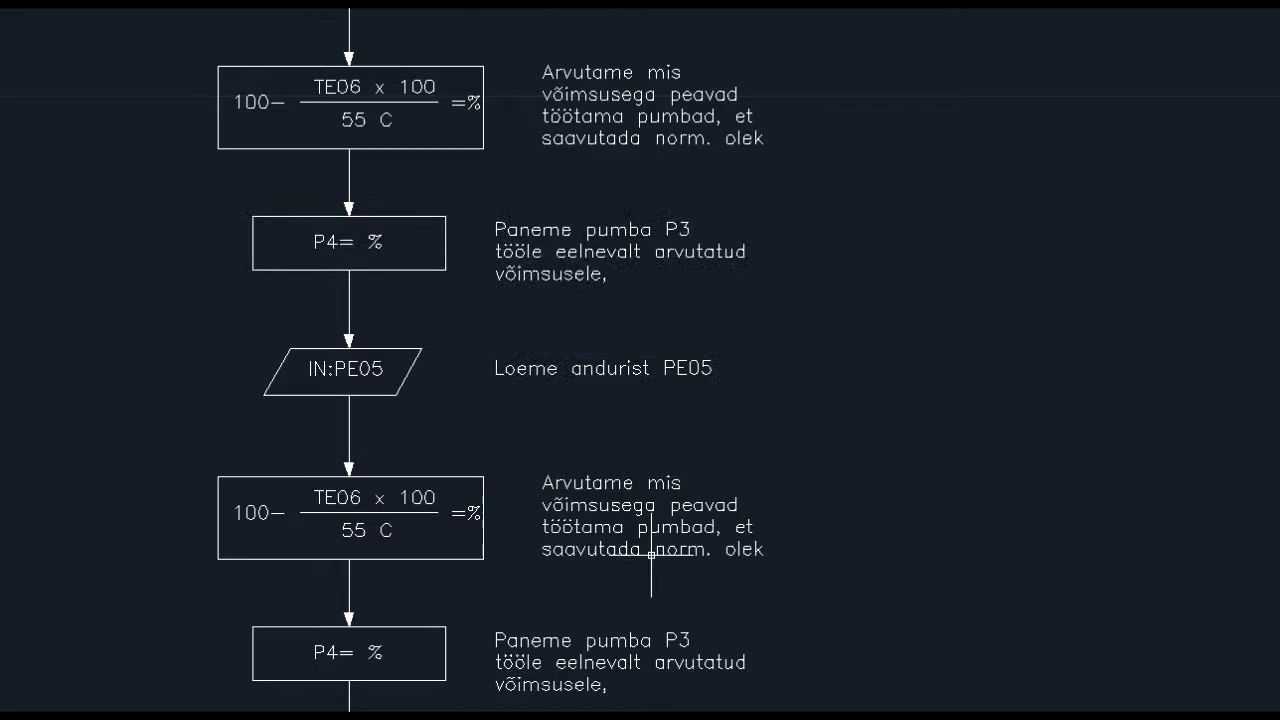 100- TE06 x 100 =%
55 C
Arvutame mis
võimsusega peavad
töötama pumbad, et
saavutada norm. olek
P4= %
Paneme pumba P3
tööle eelnevalt arvutatud
võimsusele,
IN:PE05
Loeme andurist PE05
100- TE06 x 100 =%
55 C
Arvutame mis
võimsusega peavad
töötama pumbad, et
saavutada norm. olek
P4= %
Paneme pumba P3
tööle eelnevalt arvutatud
võimsusele,